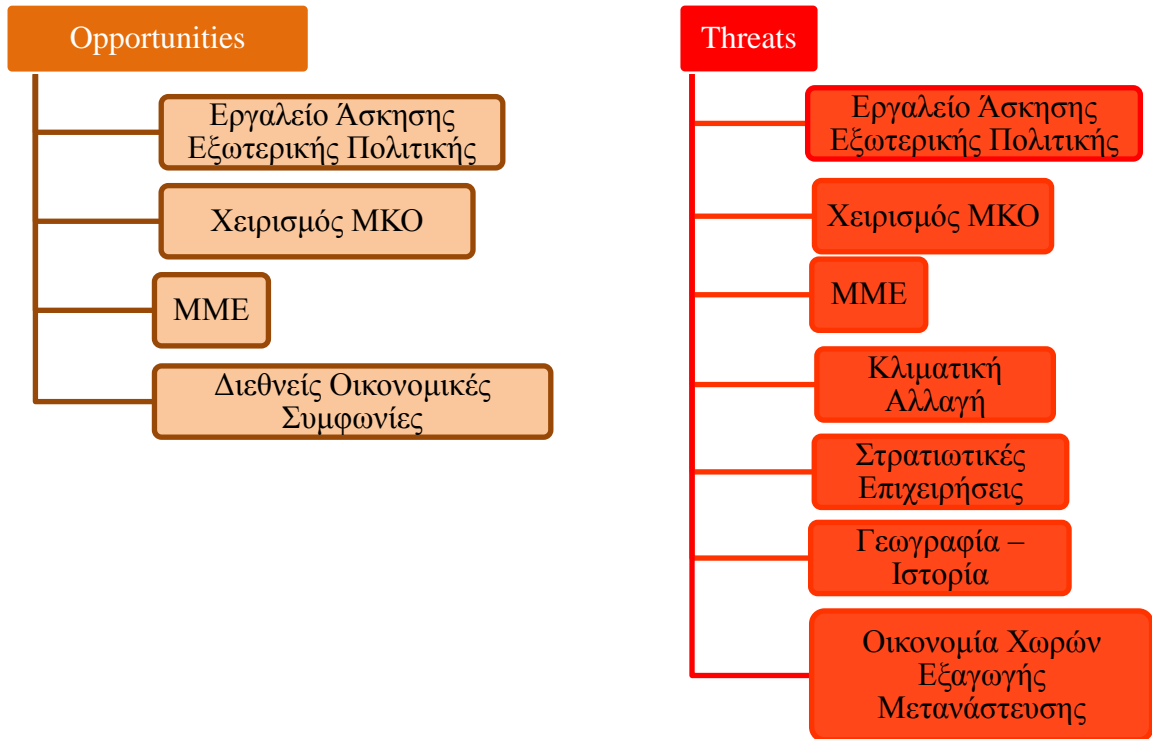 Opportunities
Εργαλείο Άσκησης
Εξωτερικής Πολιτικής
Χειρισμός ΜΚΟ
ΜΜΕ
Διεθνείς Οικονομικές
Συμφωνίες
Threats
Εργαλείο Άσκησης
Εξωτερικής Πολιτικής
Χειρισμός ΜΚΟ
ΜΜΕ
Κλιματική
Αλλαγή
Στρατιωτικές
Επιχειρήσεις
Γεωγραφία –
Ιστορία
Οικονομία Χωρών
Εξαγωγής
Μετανάστευσης